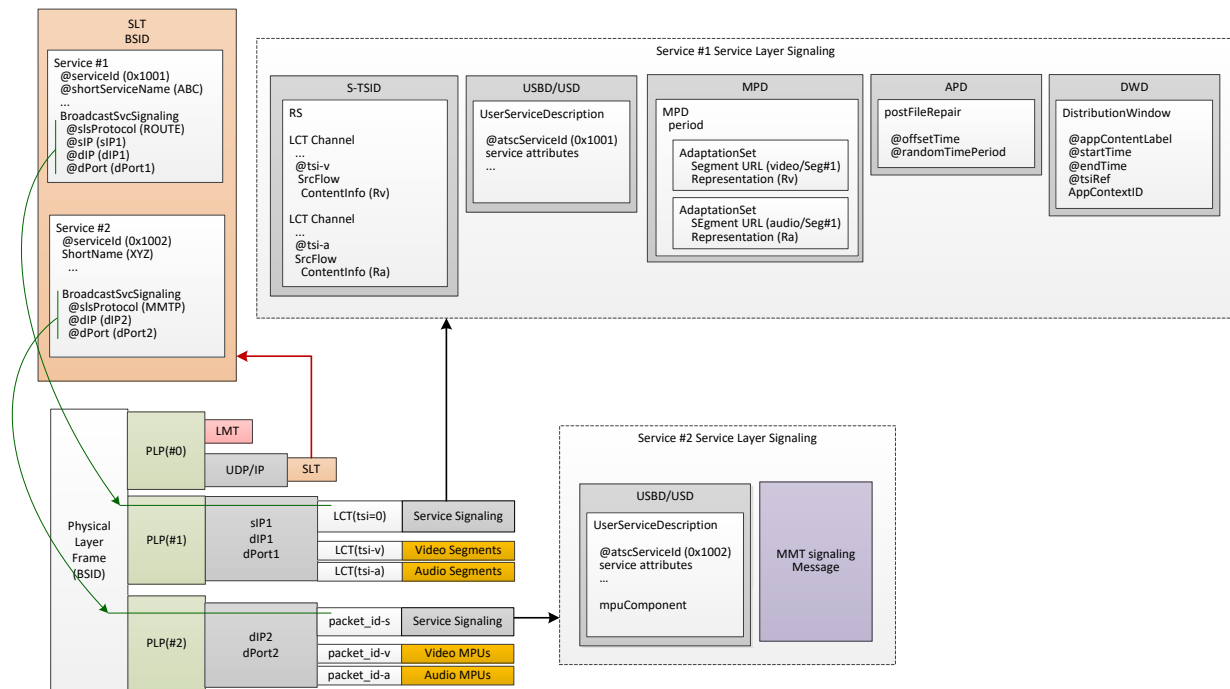 SLT
BSID
Service #1
@serviceId (0x1001)
@shortServiceName (ABC)
...
BroadcastSvcSignaling
@slsProtocol (ROUTE)
@sIP (sIP1)
@dIP (dIP1)
@dPort (dPort1)
Service #2
@serviceId (0x1002)
ShortName (XYZ)
...
BroadcastSvcSignaling
@slsProtocol (MMTP)
@dIP (dIP2)
@dPort (dPort2)
Service #1 Service Layer Signaling
S-TSID
RS
LCT Channel
...
@tsi-v
SrcFlow
ContentInfo (Rv)
LCT Channel
...
@tsi-a
SrcFlow
ContentInfo (Ra)
USBD/USD
UserServiceDescription
@atscServiceId (0x1001)
service attributes
...
MPD
MPD
period
AdaptationSet
Segment URL (video/Seg#1)
Representation (Rv)
AdaptationSet
SEgment URL (audio/Seg#1)
Representation (Ra)
APD
postFileRepair
@offsetTime
@randomTimePeriod
DWD
DistributionWindow
@appContentLabel
@startTime
@endTime
@tsiRef
AppContextID
Physical
Layer
Frame
(BSID)
PLP(#0)
LMT
UDP/IP
SLT
PLP(#1)
sIP1
dIP1
dPort1
LCT(tsi=0)
Service Signaling
LCT(tsi-v)
Video Segments
LCT(tsi-a)
Audio Segments
PLP(#2)
dIP2
dPort2
packet_id-s
Service Signaling
packet_id-v
Video MPUs
packet_id-a
Audio MPUs
Service #2 Service Layer Signaling
USBD/USD
UserServiceDescription
@atscServiceId (0x1002)
service attributes
...
mpuComponent
MMT signaling
Message